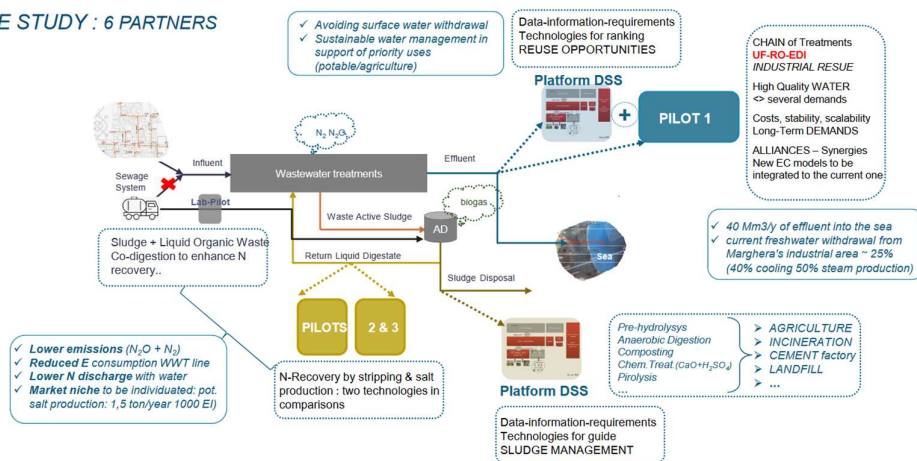 E STUDY : 6 PARTNERS
✓ Avoiding surface water withdrawal
✓ Sustainable water management in
support of priority uses
(potable/agriculture)
Data-information-requirements
Technologies for ranking
REUSE OPPORTUNITIES
Platform DSS
+
PILOT 1
CHAIN of Treatments
UF-RO-EDI
INDUSTRIAL RESUE
High Quality WATER
<> several demands
Costs, stability, scalability
Long-Term DEMANDS
ALLIANCES – Synergies
New EC models to be
integrated to the current one
N₂ N₂O
Influent
Wastewater treatments
Effluent
Sewage
System
Lab-Pilot
Waste Active Sludge
biogas
AD
Sea
Return Liquid Digestate
Sludge Disposal
✓ 40 Mm3/y of effluent into the sea
✓ current freshwater withdrawal from
Marghera's industrial area ~ 25%
(40% cooling 50% steam production)
Sludge + Liquid Organic Waste
Co-digestion to enhance N
recovery..
PILOTS
2 & 3
✓ Lower emissions (N₂O + N₂)
✓ Reduced E consumption WWT line
✓ Lower N discharge with water
✓ Market niche to be individuated: pot.
salt production: 1,5 ton/year 1000 EI)
N-Recovery by stripping & salt
production : two technologies in
comparisons
Platform DSS
Data-information-requirements
Technologies for guide
SLUDGE MANAGEMENT
Pre-hydrolysys
Anaerobic Digestion
Composting
Chem.Treat.(CaO+H₂SO₄)
Pirolysis
...
➢ AGRICULTURE
➢ INCINERATION
➢ CEMENT factory
➢ LANDFILL
➢ ...